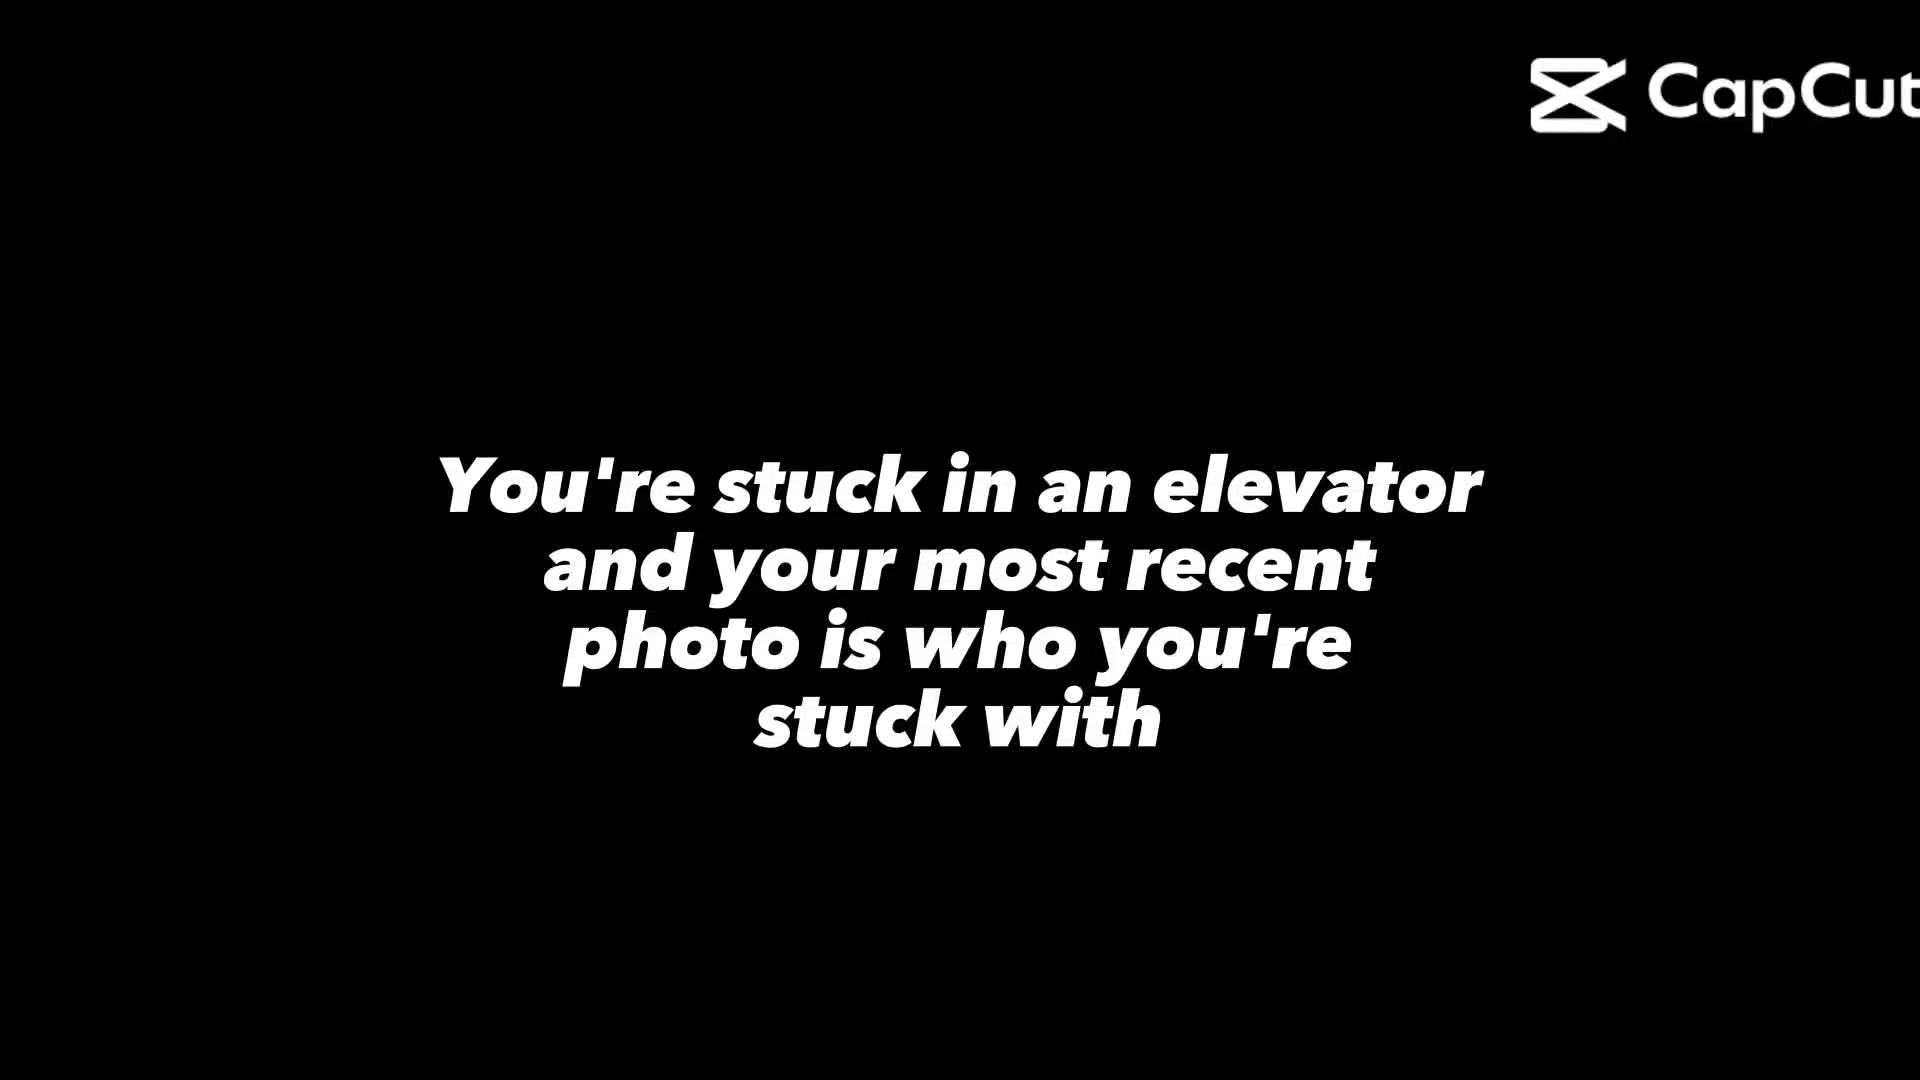 CapCut
You're stuck in an elevator
and your most recent
photo is who you're
stuck with